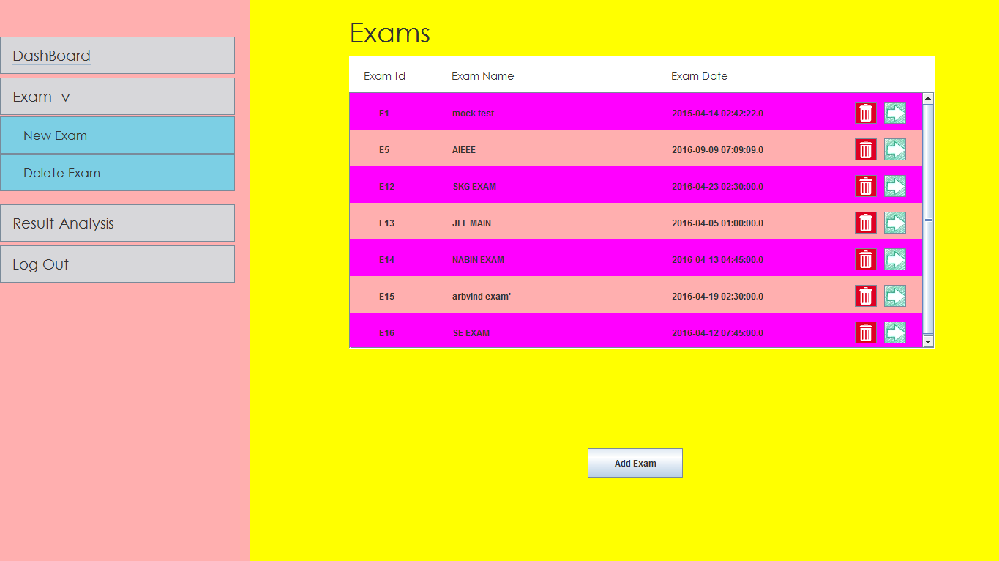 DashBoard
Exam v
New Exam
Delete Exam
Result Analysis
Log Out
Exams
Exam Id Exam Name Exam Date
E1 mock test 2015-04-14 02:42:22.0
E5 AIEEE 2016-09-09 07:09:09.0
E12 SKG EXAM 2016-04-23 02:30:00.0
E13 JEE MAIN 2016-04-05 01:00:00.0
E14 NABIN EXAM 2016-04-13 04:45:00.0
E15 arbvind exam' 2016-04-19 02:30:00.0
E16 SE EXAM 2016-04-12 07:45:00.0
Add Exam